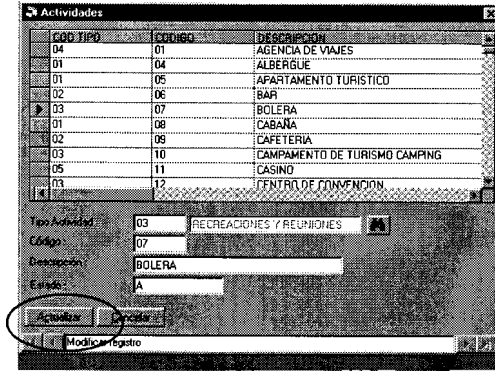 Actividades
COD TIPO CODIGO DESCRIPCION
04 01 AGENCIA DE VIAJES
01 04 ALBERGUE
01 05 APARTAMENTO TURISTICO
02 06 BAR
03 07 BOLERA
01 08 CABAÑA
02 09 CAFETERIA
03 10 CAMPAMENTO DE TURISMO CAMPING
05 11 CASINO
03 12 CENTRO DE CONVENCION
Tipo Actividad : 03 RECREACIONES Y REUNIONES
Código : 07
Descripción : BOLERA
Estado : A
Actualizar Cancelar
Modificar registro